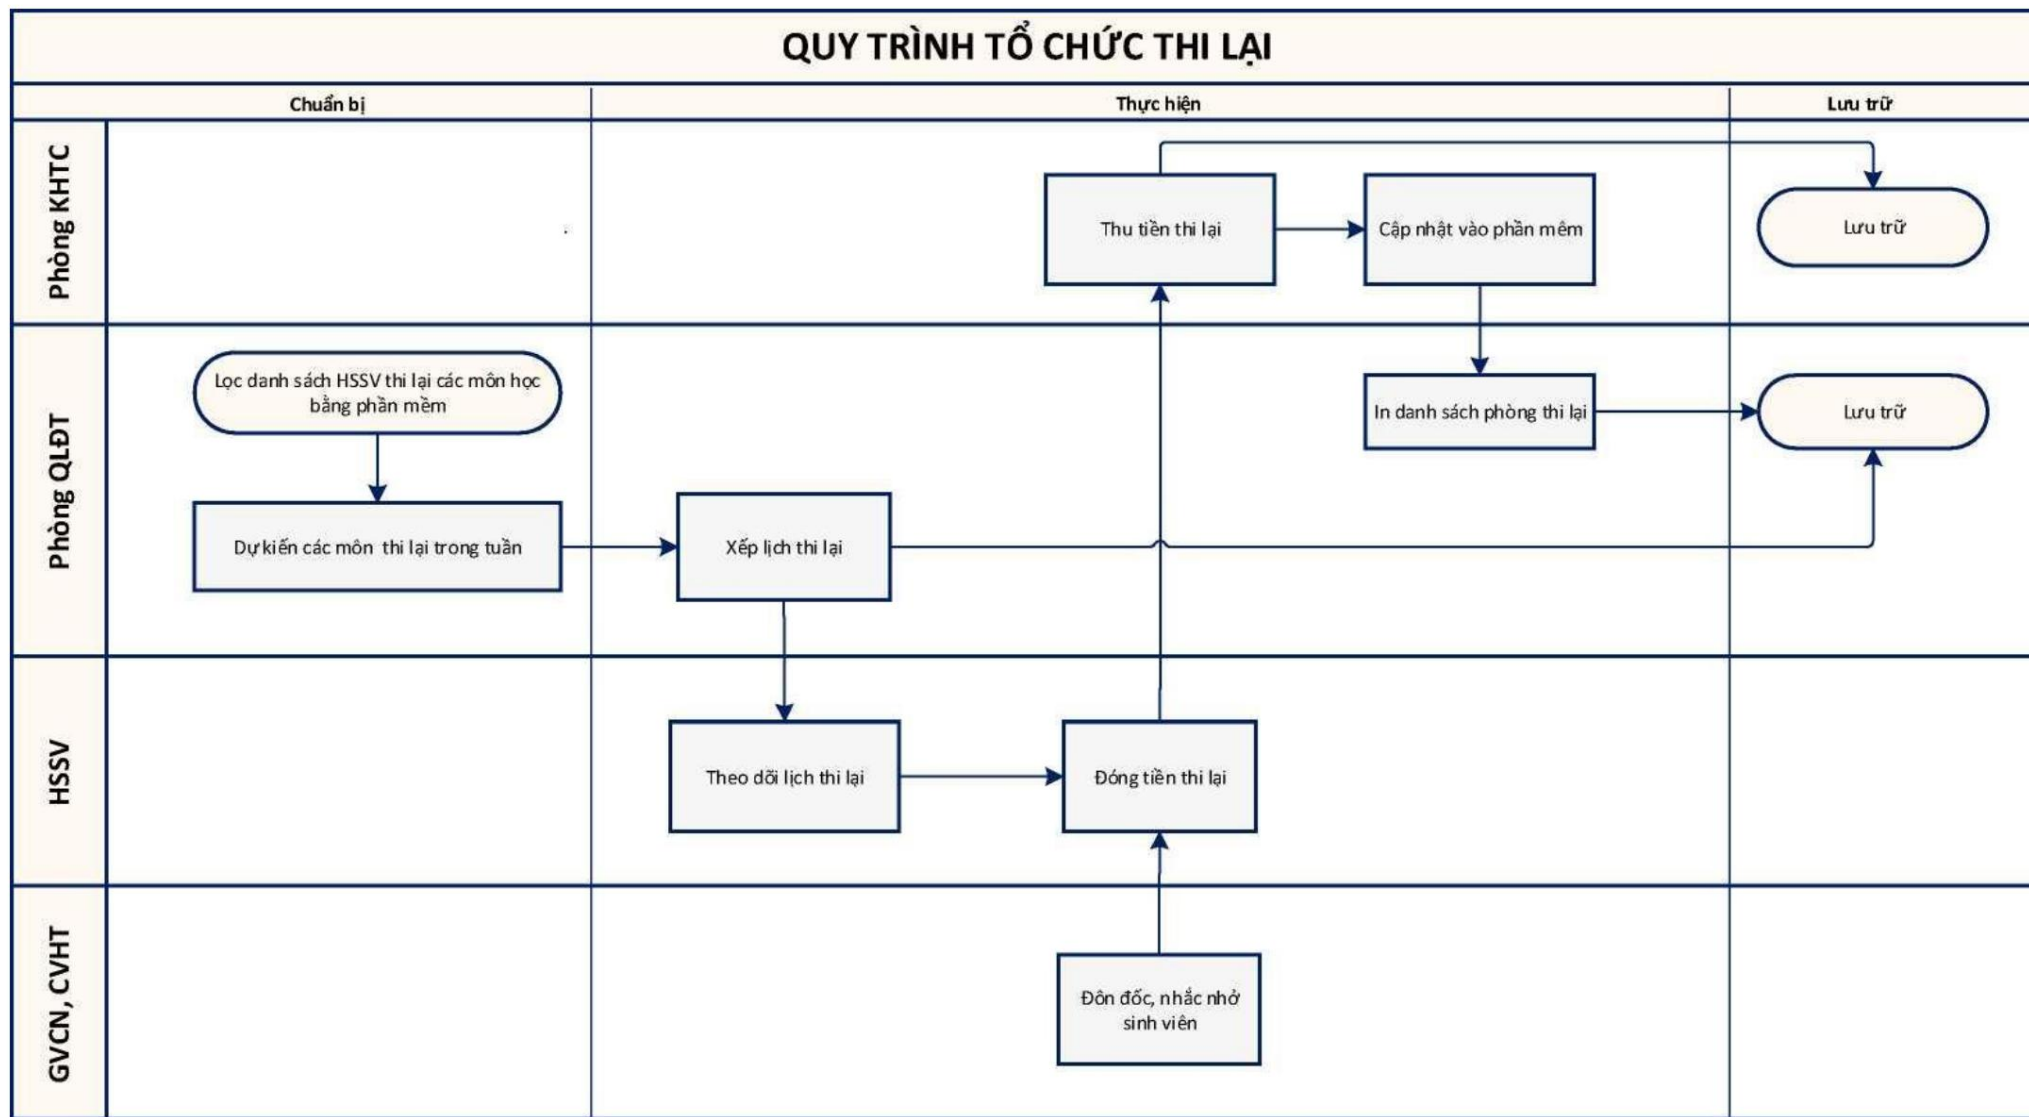 QUY TRÌNH TỔ CHỨC THI LẠI
Chuẩn bị
Thực hiện
Lưu trữ
Phòng KHTC
Thu tiền thi lại
Cập nhật vào phần mêm
Lưu trữ
Phòng QLĐT
Lọc danh sách HSSV thi lại các môn học
bằng phần mềm
In danh sách phòng thi lại
Lưu trữ
Dự kiến các môn thi lại trong tuần
Xếp lịch thi lại
HSSV
Theo dõi lịch thi lại
Đóng tiền thi lại
GVCN, CVHT
Đôn đốc, nhắc nhở
sinh viên